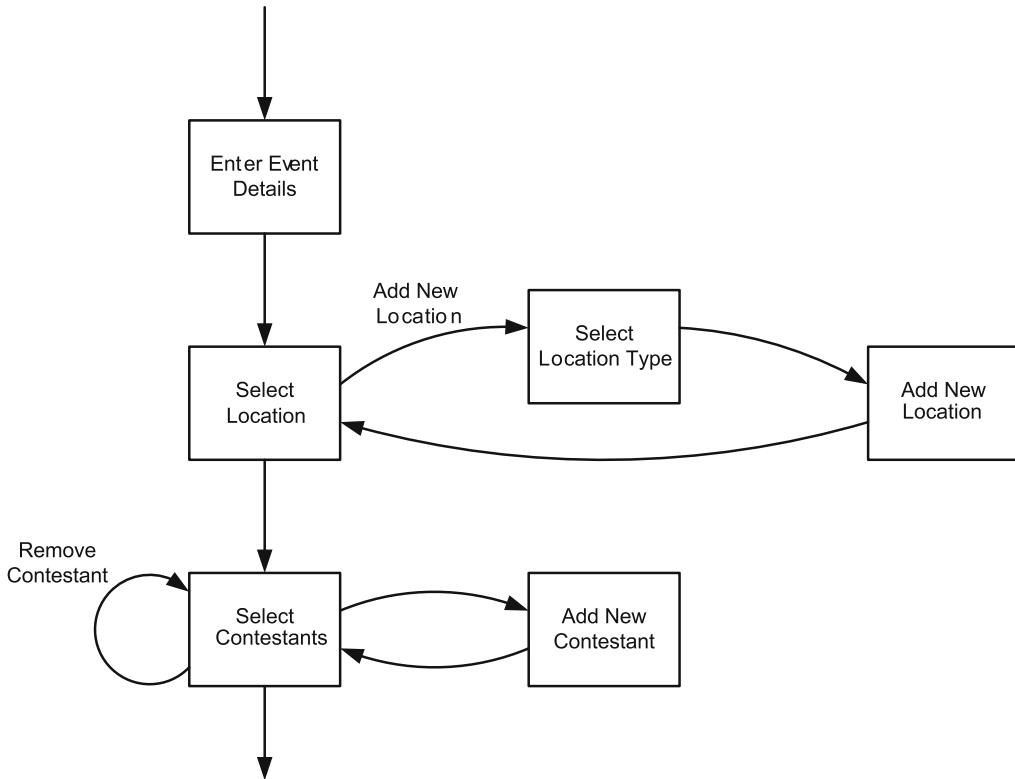 Enter Event
Details
Add New
Location
Select
Location Type
Select
Location
Add New
Location
Remove
Contestant
Select
Contestants
Add New
Contestant